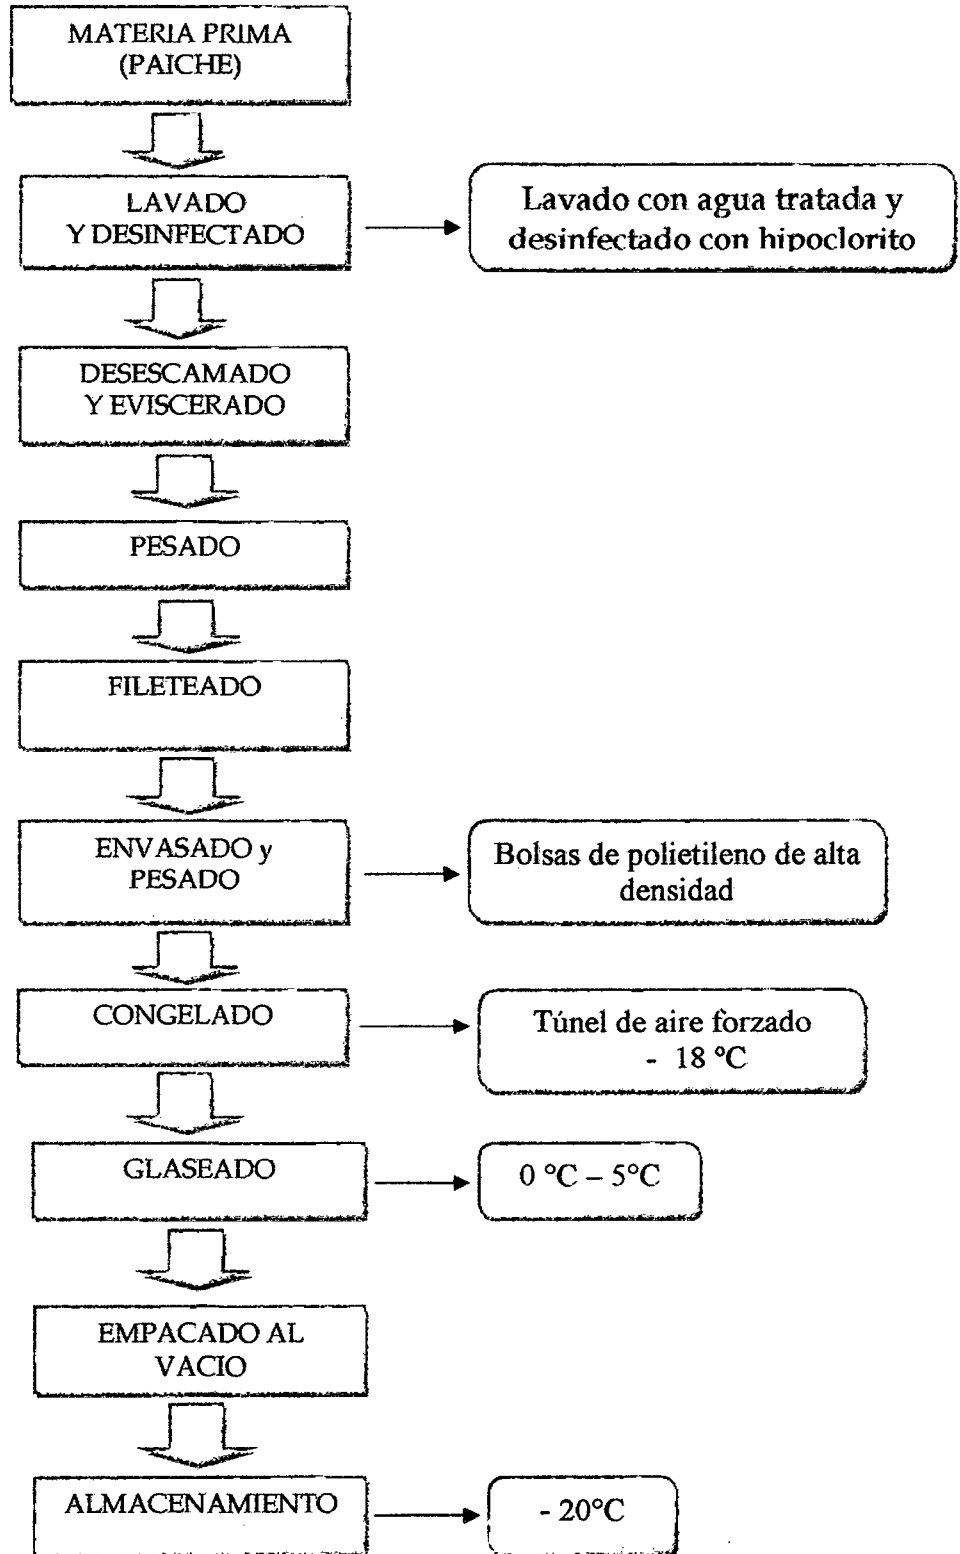 MATERIA PRIMA
(PAICHE)
LAVADO
Y DESINFECTADO
Lavado con agua tratada y
desinfectado con hipoclorito
DESESCAMADO
Y EVISCERADO
PESADO
FILETEADO
ENVASADO y
PESADO
Bolsas de polietileno de alta
densidad
CONGELADO
Túnel de aire forzado
- 18 ºC
GLASEADO
0 °C – 5°C
EMPACADO AL
VACIO
ALMACENAMIENTO
- 20°C